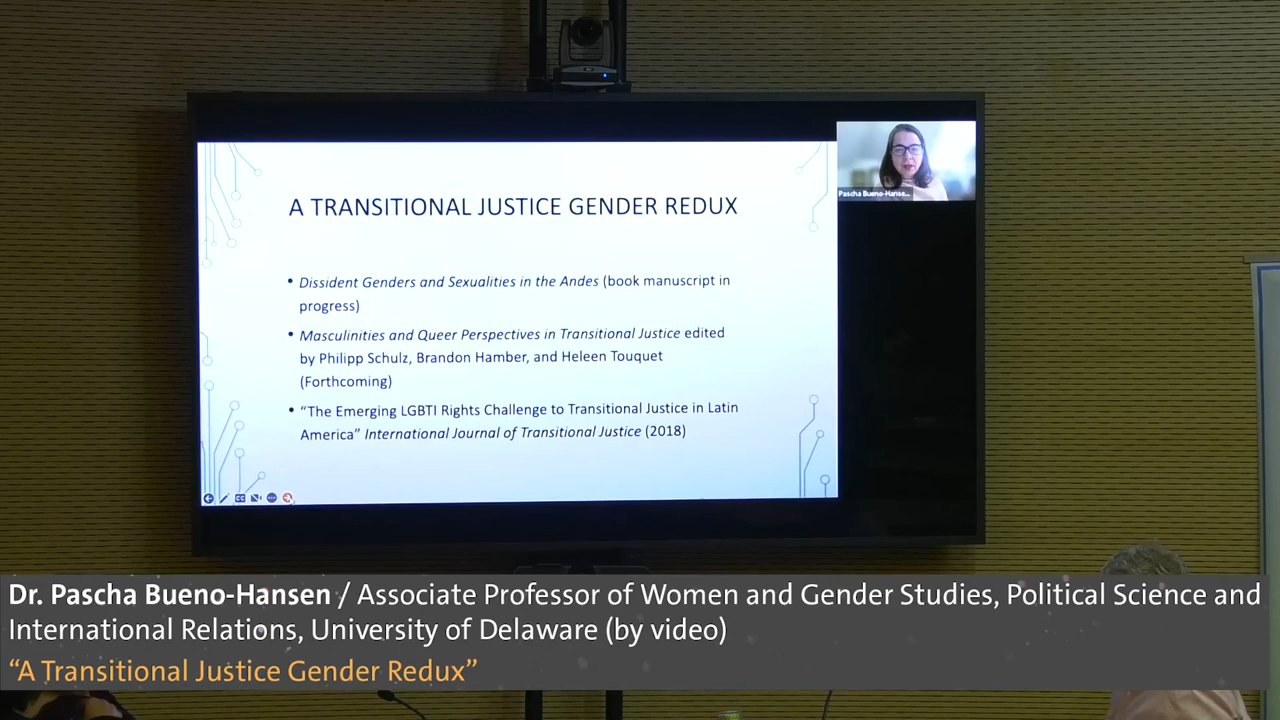 A TRANSITIONAL JUSTICE GENDER REDUX
Pascha Bueno-Hanse...
• Dissident Genders and Sexualities in the Andes (book manuscript in
progress)
• Masculinities and Queer Perspectives in Transitional Justice edited
by Philipp Schulz, Brandon Hamber, and Heleen Touquet
(Forthcoming)
• “The Emerging LGBTI Rights Challenge to Transitional Justice in Latin
America” International Journal of Transitional Justice (2018)
CC
Dr. Pascha Bueno-Hansen / Associate Professor of Women and Gender Studies, Political Science and
International Relations, University of Delaware (by video)
“A Transitional Justice Gender Redux”